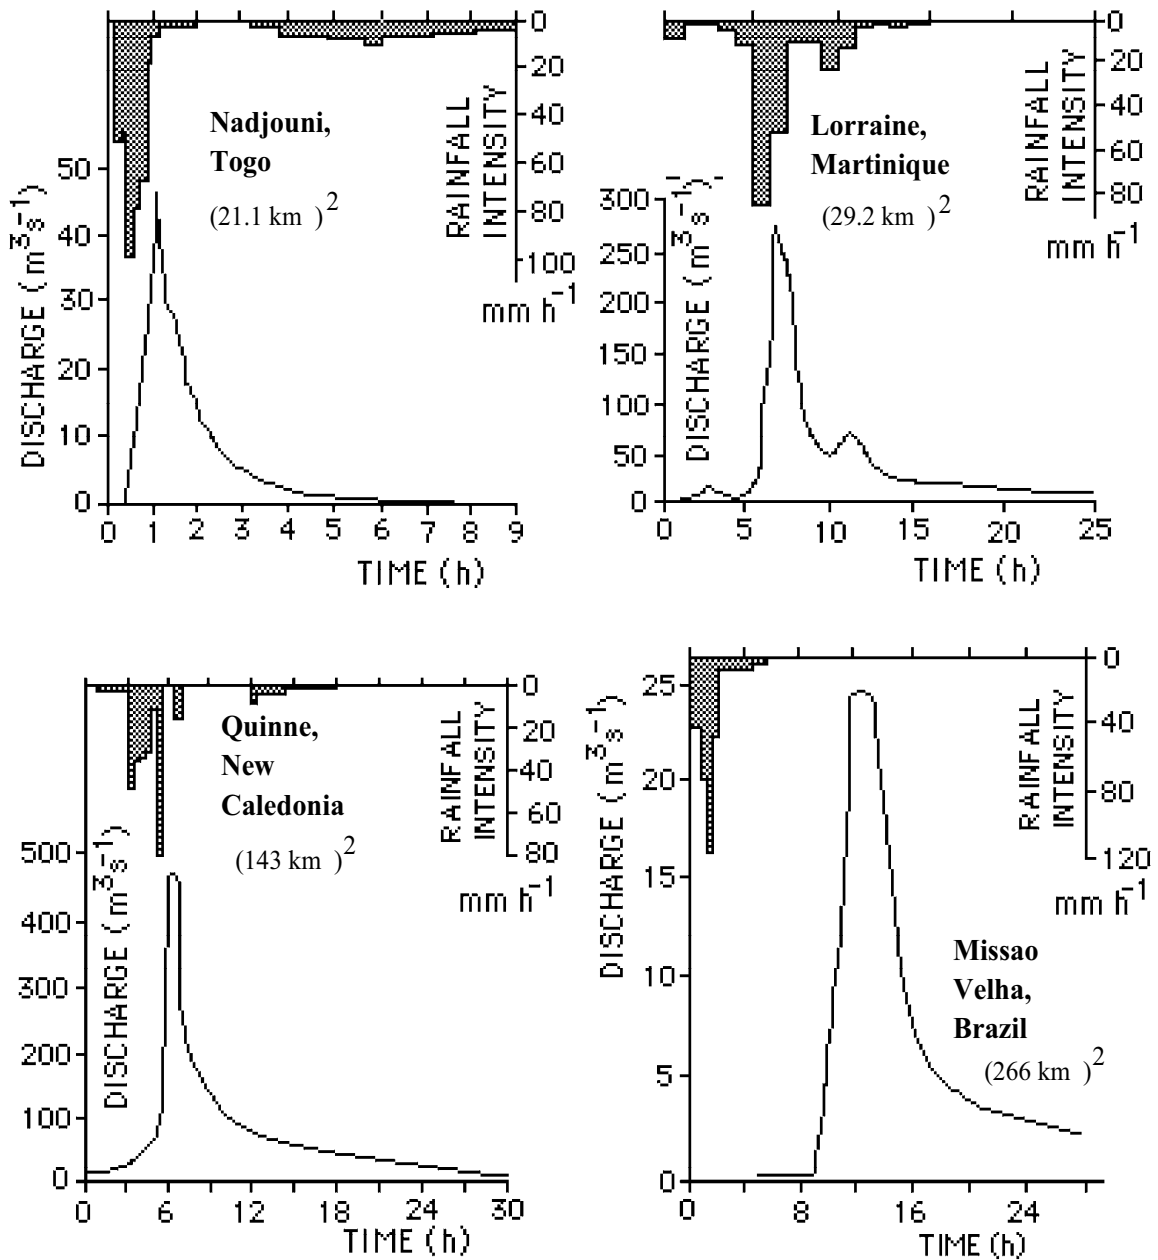 0
20
40
60
80
100
RAINFALL
INTENSITY
mm h⁻¹
Nadjouni,
Togo
(21.1 km )²
50
40
30
20
10
0
DISCHARGE (m³s⁻¹)
0 1 2 3 4 5 6 7 8 9
TIME (h)
0
20
40
60
80
RAINFALL
INTENSITY
mm h⁻¹
Lorraine,
Martinique
(29.2 km )²
300
250
200
150
100
50
0
DISCHARGE (m³s⁻¹)
0 5 10 15 20 25
TIME (h)
0
20
40
60
80
RAINFALL
INTENSITY
mm h⁻¹
Quinne,
New
Caledonia
(143 km )²
500
400
300
200
100
0
DISCHARGE (m³s⁻¹)
0 6 12 18 24 30
TIME (h)
0
40
80
120
RAINFALL
INTENSITY
mm h⁻¹
25
20
15
10
5
0
DISCHARGE (m³s⁻¹)
Missao
Velha,
Brazil
(266 km )²
8 16 24
TIME (h)